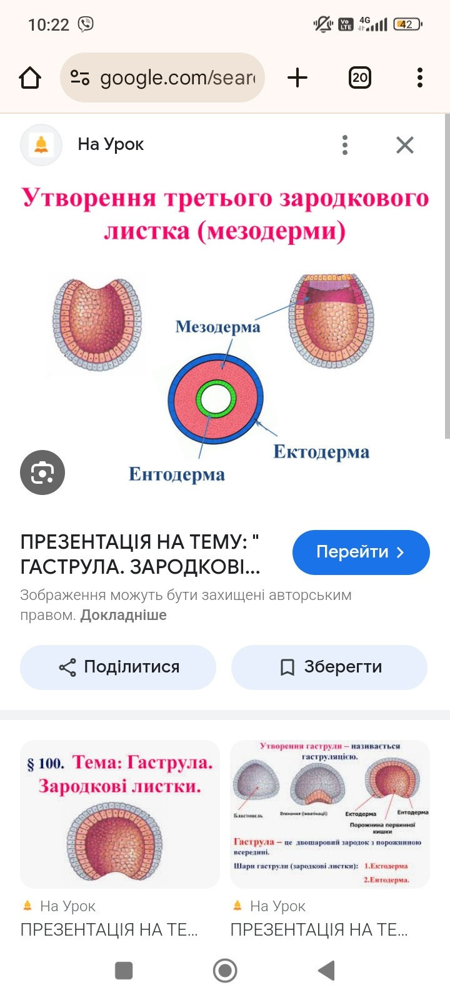 10:22
Vo LTE 4G 42
google.com/sear
20
На Урок
Утворення третього зародкового
листка (мезодерми)
Мезодерма
Ектодерма
Ентодерма
ПРЕЗЕНТАЦІЯ НА ТЕМУ: "
ГАСТРУЛА. ЗАРОДКОВІ...
Перейти
Зображення можуть бути захищені авторським
правом. Докладніше
Поділитися
Зберегти
§ 100. Тема: Гаструла.
Зародкові листки.
Утворення гаструли – називається
гаструляцією.
Бластоцель
Впинання (інвагінації)
Ектодерма
Ентодерма
Порожнина первинної
кишки
Гаструла – це двошаровий зародок з порожниною
всередині.
Шари гаструли (зародкові листки): 1.Ектодерма
2.Ентодерма.
На Урок
ПРЕЗЕНТАЦІЯ НА ТЕ...
На Урок
ПРЕЗЕНТАЦІЯ НА ТЕ...